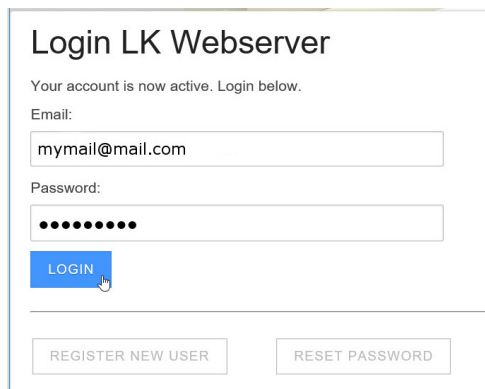 Login LK Webserver
Your account is now active. Login below.
Email:
mymail@mail.com
Password:
●●●●●●●●●
LOGIN
REGISTER NEW USER
RESET PASSWORD